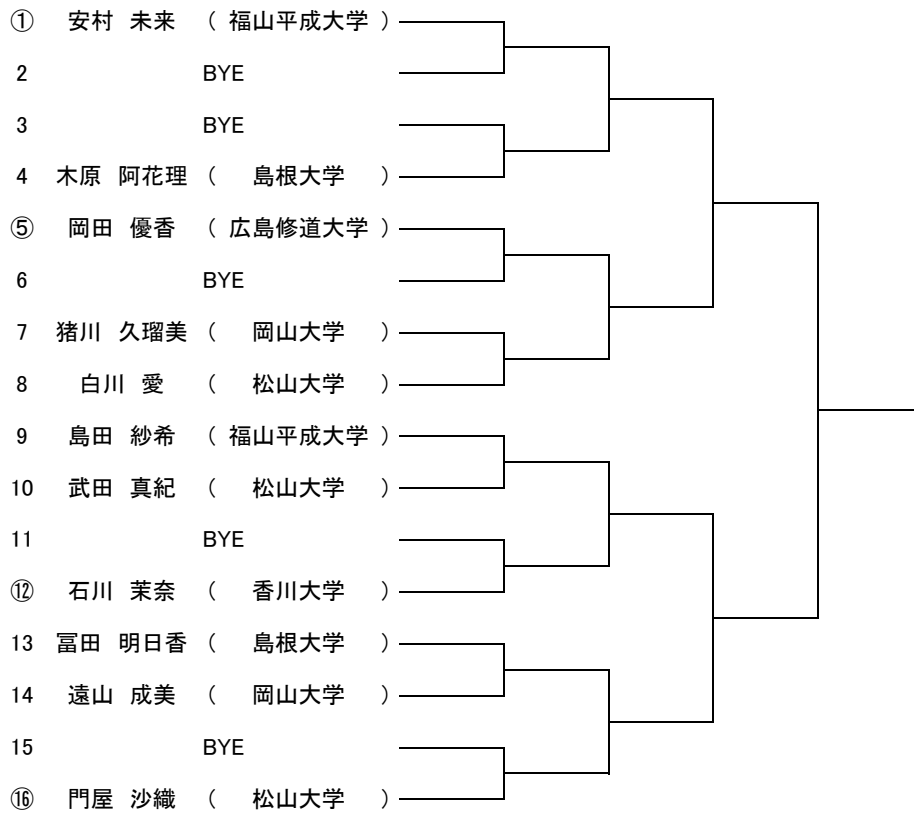 ① 安村 未来 ( 福山平成大学 )
2 BYE
3 BYE
4 木原 阿花理 ( 島根大学 )
⑤ 岡田 優香 ( 広島修道大学 )
6 BYE
7 猪川 久瑠美 ( 岡山大学 )
8 白川 愛 ( 松山大学 )
9 島田 紗希 ( 福山平成大学 )
10 武田 真紀 ( 松山大学 )
11 BYE
⑫ 石川 茉奈 ( 香川大学 )
13 冨田 明日香 ( 島根大学 )
14 遠山 成美 ( 岡山大学 )
15 BYE
⑯ 門屋 沙織 ( 松山大学 )